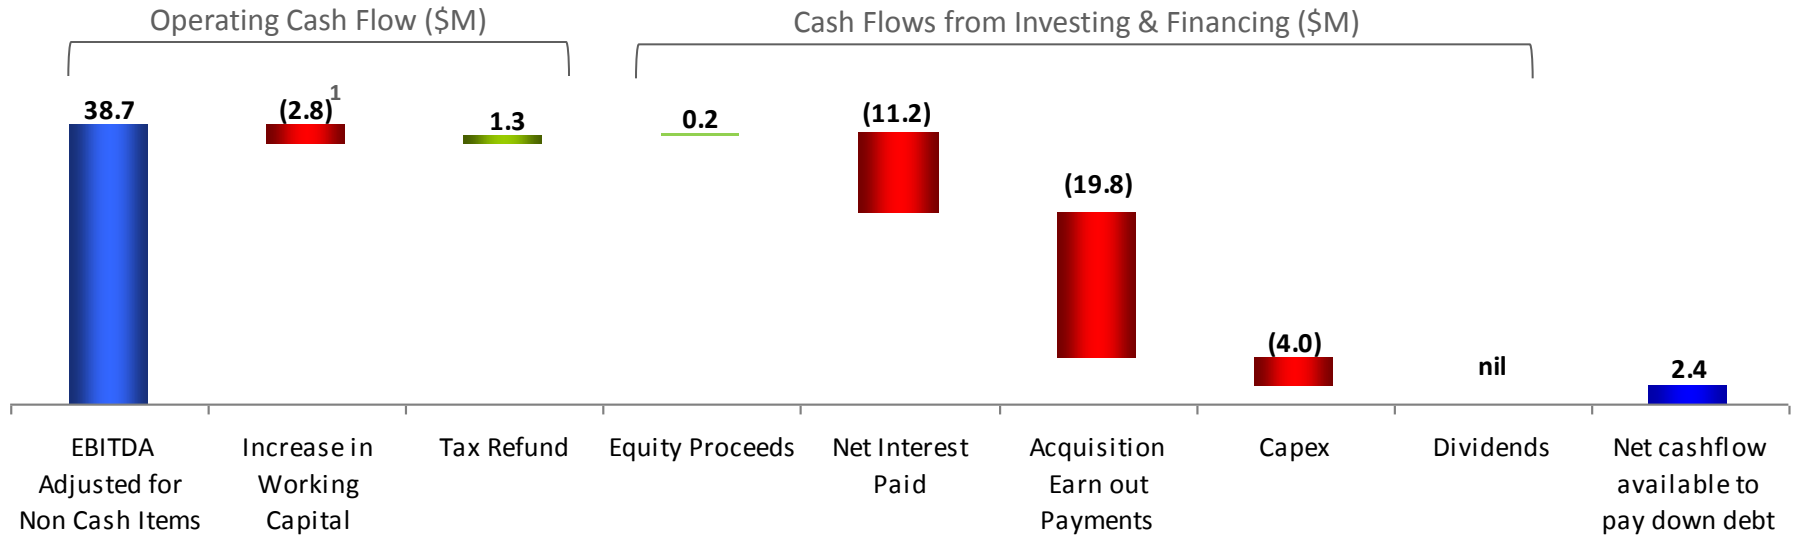 Operating Cash Flow ($M)
Cash Flows from Investing & Financing ($M)
38.7
(2.8)1
1.3
0.2
(11.2)
(19.8)
(4.0)
nil
2.4
EBITDA
Adjusted for
Non Cash Items
Increase in
Working
Capital
Tax Refund
Equity Proceeds
Net Interest
Paid
Acquisition
Earn out
Payments
Capex
Dividends
Net cashflow
available to
pay down debt